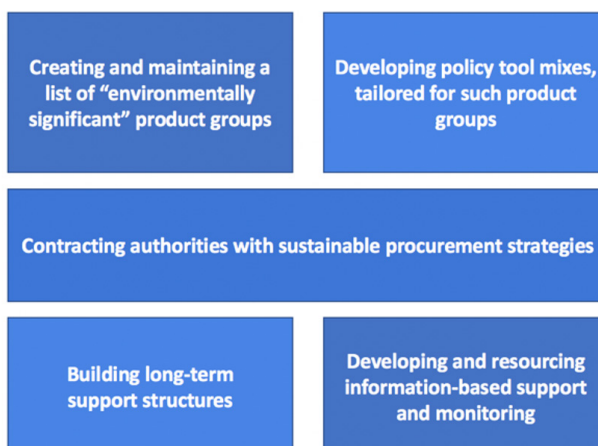 Creating and maintaining a
list of “environmentally
significant” product groups
Developing policy tool mixes,
tailored for such product
groups
Contracting authorities with sustainable procurement strategies
Building long-term
support structures
Developing and resourcing
information-based support
and monitoring